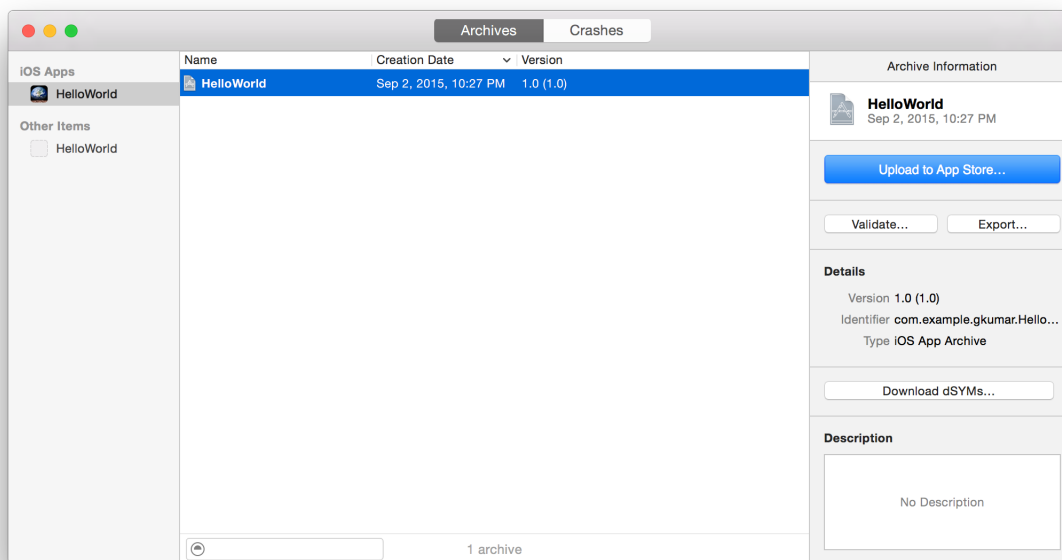 Archives Crashes
iOS Apps
HelloWorld
Other Items
HelloWorld
Name Creation Date Version
HelloWorld Sep 2, 2015, 10:27 PM 1.0 (1.0)
1 archive
Archive Information
HelloWorld
Sep 2, 2015, 10:27 PM
Upload to App Store...
Validate... Export...
Details
Version 1.0 (1.0)
Identifier com.example.gkumar.Hello...
Type iOS App Archive
Download dSYMs...
Description
No Description